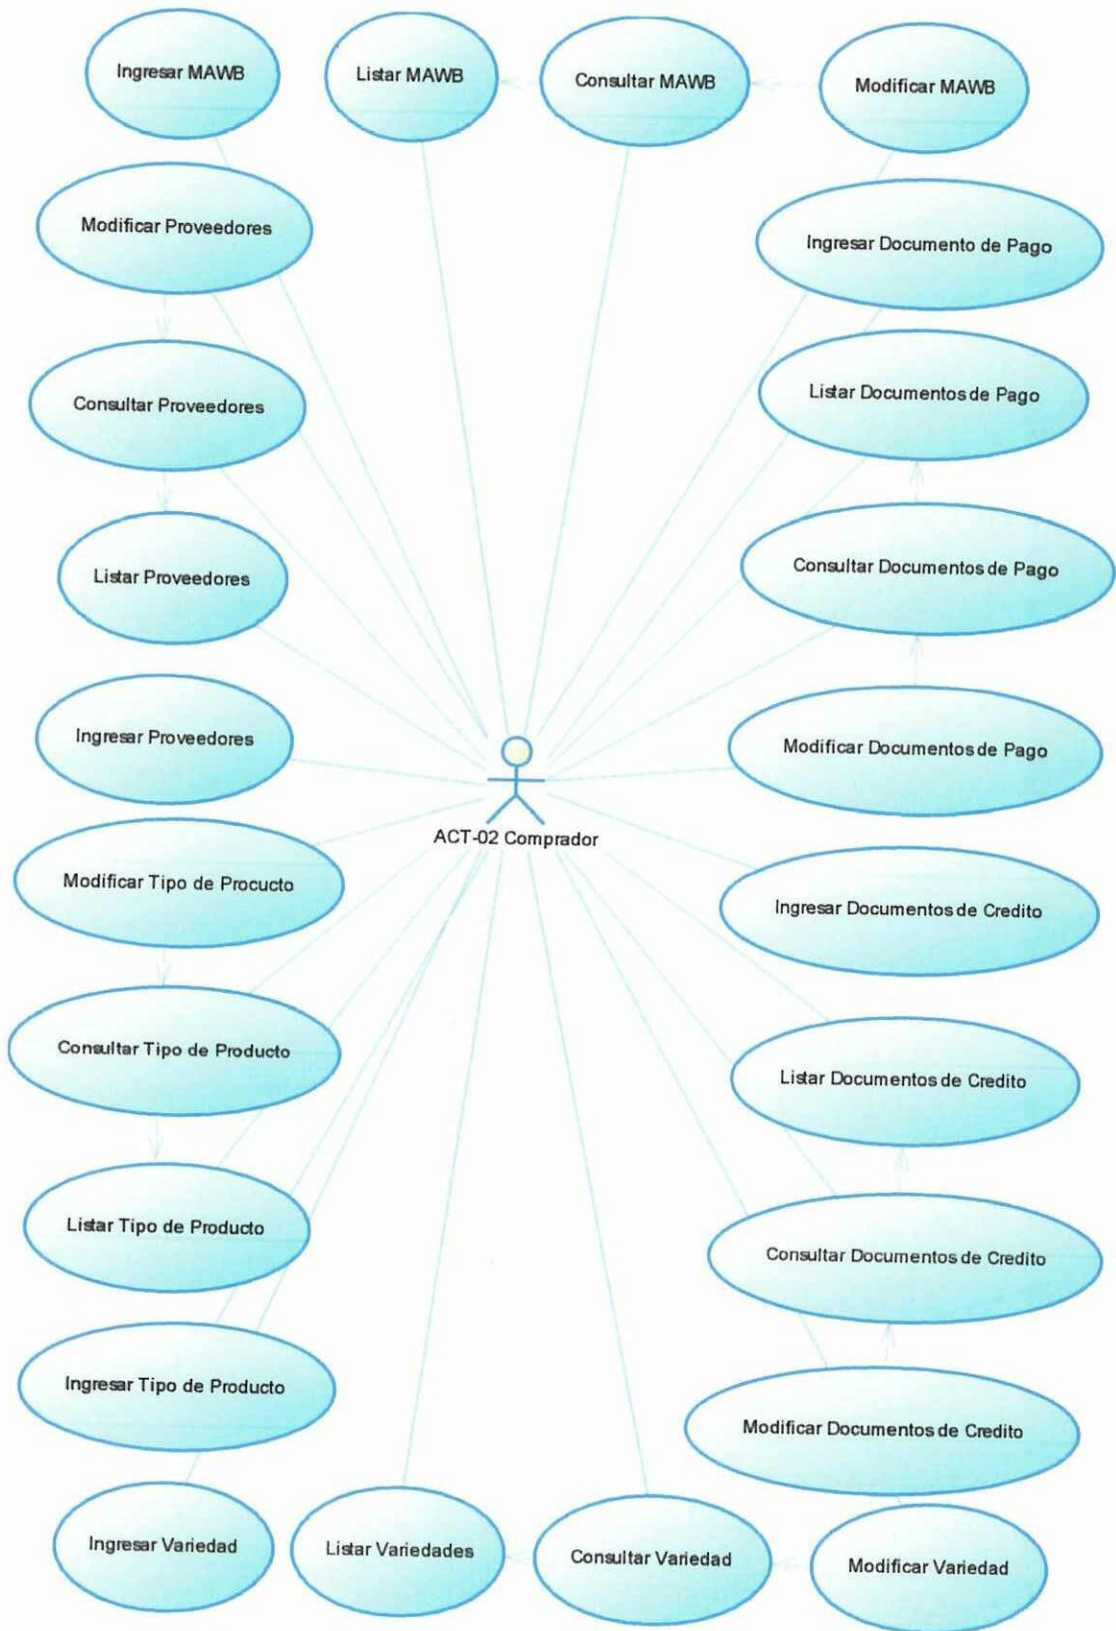 Ingresar MAWB
Listar MAWB
Consultar MAWB
Modificar MAWB
Modificar Proveedores
Ingresar Documento de Pago
Consultar Proveedores
Listar Documentos de Pago
Listar Proveedores
Consultar Documentos de Pago
Ingresar Proveedores
Modificar Documentos de Pago
ACT-02 Comprador
Modificar Tipo de Procucto
Ingresar Documentos de Credito
Consultar Tipo de Producto
Listar Documentos de Credito
Listar Tipo de Producto
Consultar Documentos de Credito
Ingresar Tipo de Producto
Modificar Documentos de Credito
Ingresar Variedad
Listar Variedades
Consultar Variedad
Modificar Variedad